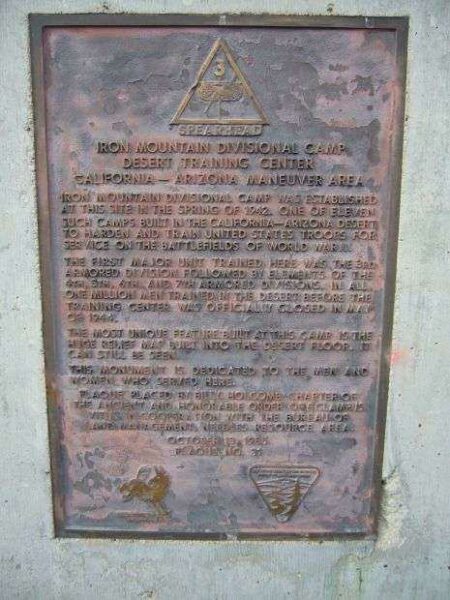 3
SPEARHEAD
IRON MOUNTAIN DIVISIONAL CAMP
DESERT TRAINING CENTER
CALIFORNIA — ARIZONA MANEUVER AREA
IRON MOUNTAIN DIVISIONAL CAMP WAS ESTABLISHED
AT THIS SITE IN THE SPRING OF 1942. ONE OF ELEVEN
SUCH CAMPS BUILT IN THE CALIFORNIA-ARIZONA DESERT
TO HARDEN AND TRAIN UNITED STATES TROOPS FOR
SERVICE ON THE BATTLEFIELDS OF WORLD WAR II.
THE FIRST MAJOR UNIT TRAINED HERE WAS THE 3RD
ARMORED DIVISION FOLLOWED BY ELEMENTS OF THE
4TH, 5TH, 6TH, AND 7TH ARMORED DIVISIONS. IN ALL,
ONE MILLION MEN TRAINED IN THE DESERT BEFORE THE
TRAINING CENTER WAS OFFICIALLY CLOSED IN MAY
OF 1944.
THE MOST UNIQUE FEATURE BUILT AT THIS CAMP IS THE
HUGE RELIEF MAP BUILT INTO THE DESERT FLOOR. IT
CAN STILL BE SEEN.
THIS MONUMENT IS DEDICATED TO THE MEN AND
WOMEN WHO SERVED HERE.
PLAQUE PLACED BY BILLY HOLCOMB CHAPTER OF
THE ANCIENT AND HONORABLE ORDER OF E CLAMPUS
VITUS IN COOPERATION WITH THE BUREAU OF
LAND MANAGEMENT, NEEDLES RESOURCE AREA.
OCTOBER 13, 1985
PLAQUE NO. 31